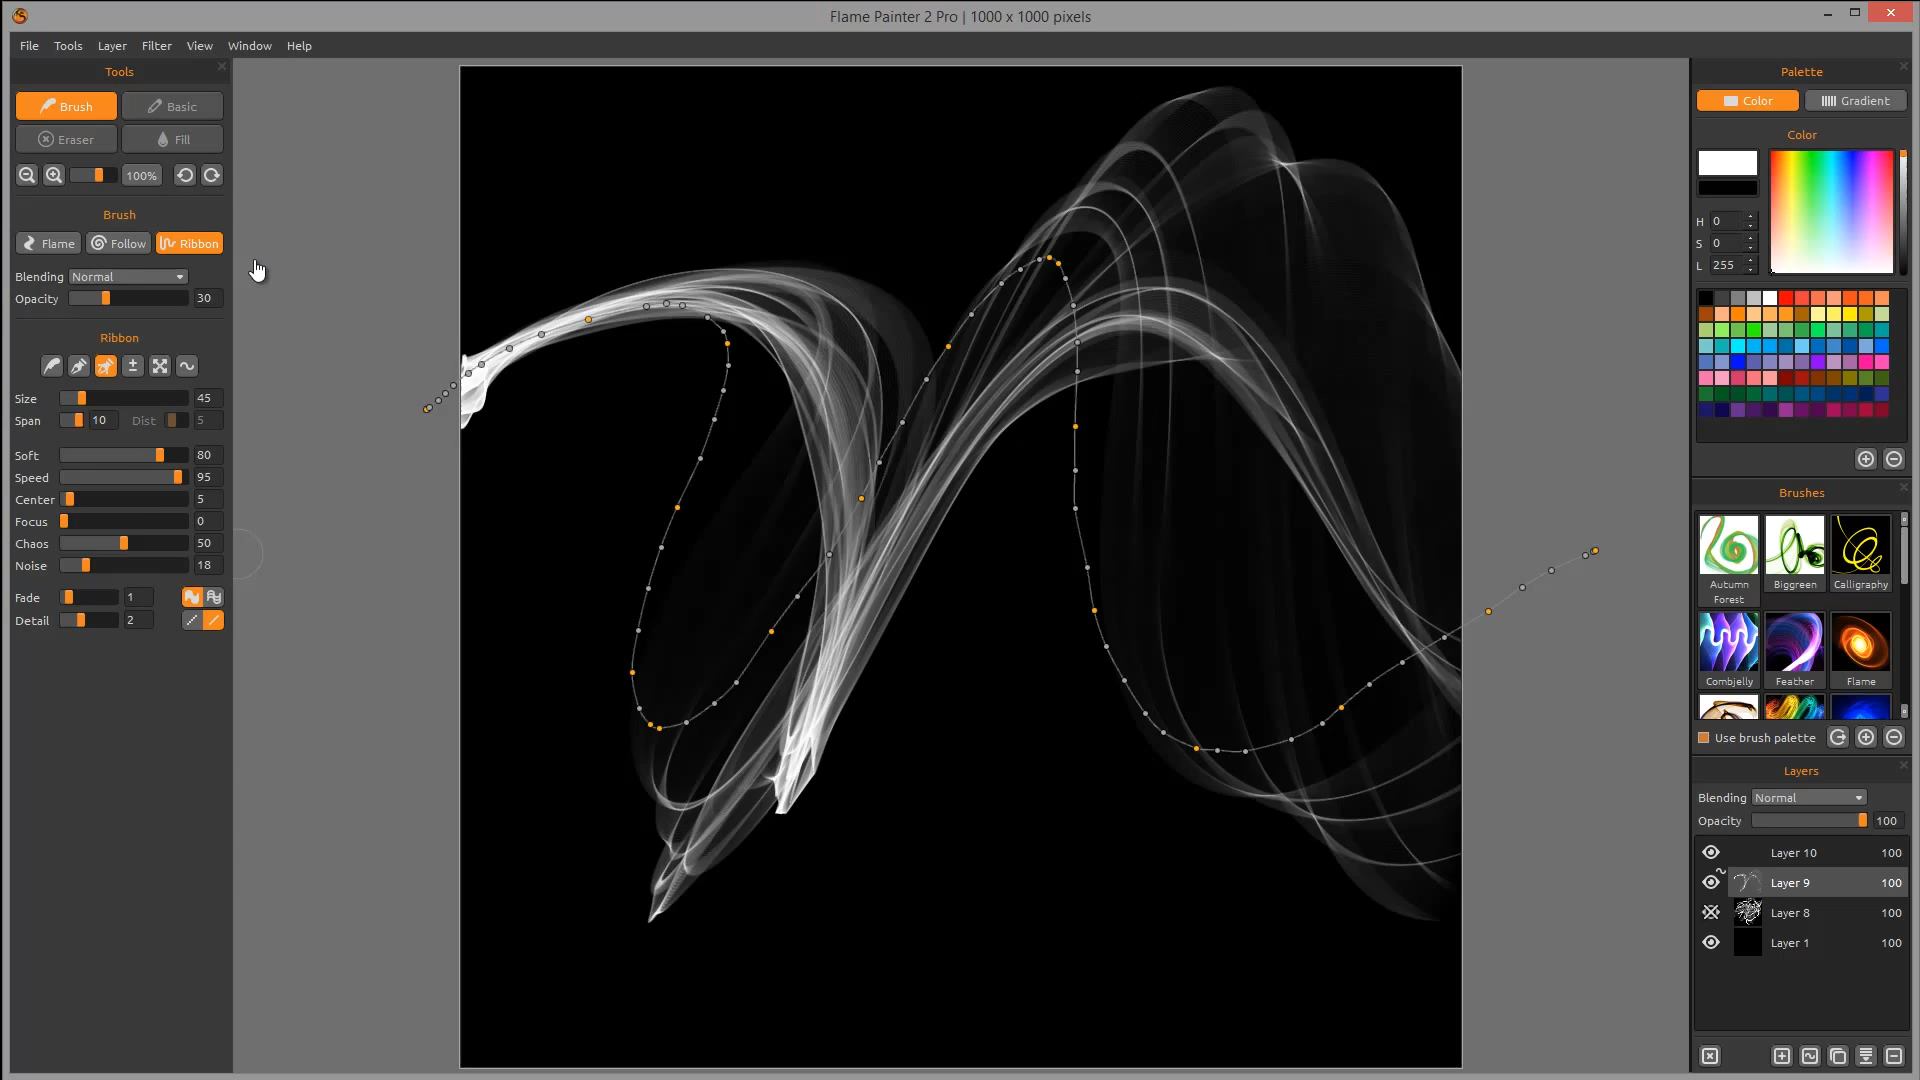 Flame Painter 2 Pro | 1000 x 1000 pixels
File Tools Layer Filter View Window Help
Tools
Brush Basic
Eraser Fill
100%
Brush
Flame Follow Ribbon
Blending Normal
Opacity 30
Ribbon
Size 45
Span 10 Dist 5
Soft 80
Speed 95
Center 5
Focus 0
Chaos 50
Noise 18
Fade 1
Detail 2
Palette
Color Gradient
Color
H 0
S 0
L 255
Brushes
Autumn Forest
Biggreen
Calligraphy
Combjelly
Feather
Flame
Use brush palette
Layers
Blending Normal
Opacity 100
Layer 10 100
Layer 9 100
Layer 8 100
Layer 1 100